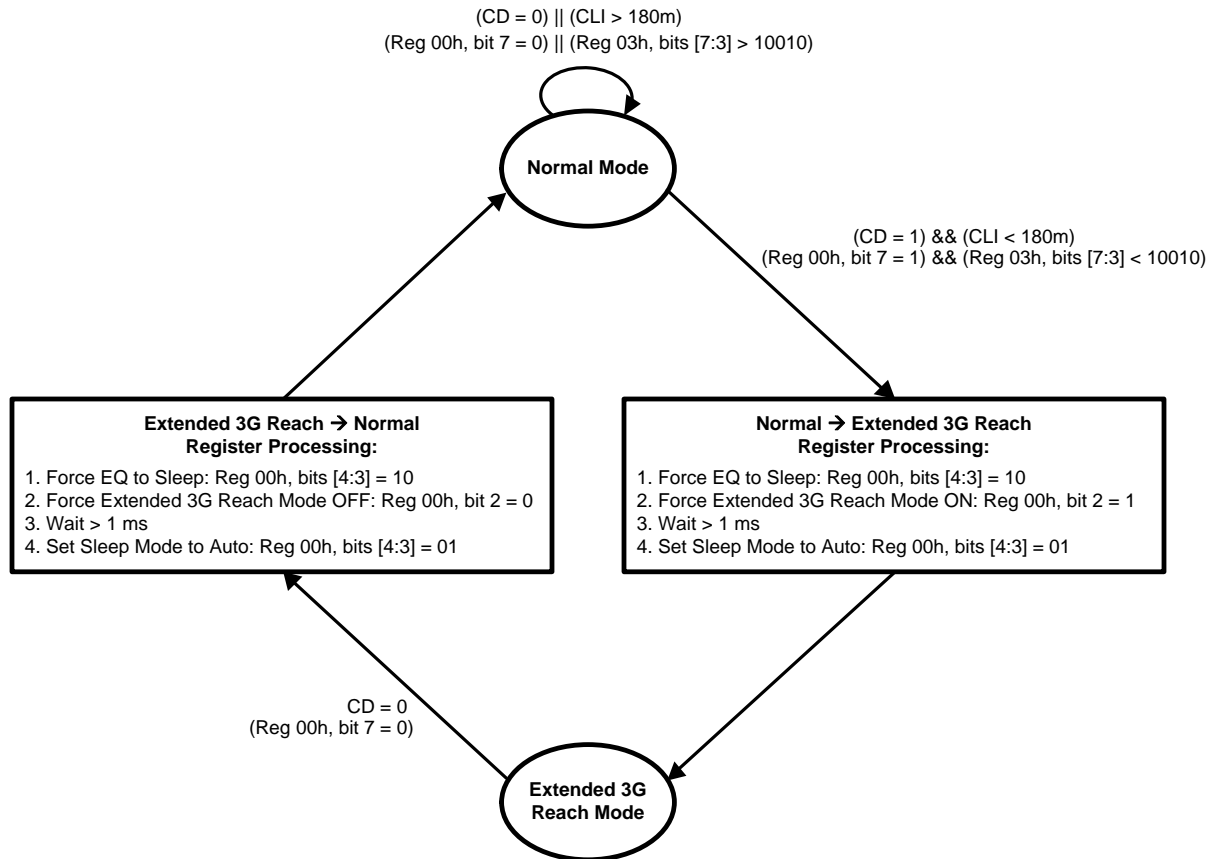 (CD = 0) || (CLI > 180m)
(Reg 00h, bit 7 = 0) || (Reg 03h, bits [7:3] > 10010)
Normal Mode
(CD = 1) && (CLI < 180m)
(Reg 00h, bit 7 = 1) && (Reg 03h, bits [7:3] < 10010)
Extended 3G Reach → Normal
Register Processing:
1. Force EQ to Sleep: Reg 00h, bits [4:3] = 10
2. Force Extended 3G Reach Mode OFF: Reg 00h, bit 2 = 0
3. Wait > 1 ms
4. Set Sleep Mode to Auto: Reg 00h, bits [4:3] = 01
Normal → Extended 3G Reach
Register Processing:
1. Force EQ to Sleep: Reg 00h, bits [4:3] = 10
2. Force Extended 3G Reach Mode ON: Reg 00h, bit 2 = 1
3. Wait > 1 ms
4. Set Sleep Mode to Auto: Reg 00h, bits [4:3] = 01
CD = 0
(Reg 00h, bit 7 = 0)
Extended 3G
Reach Mode